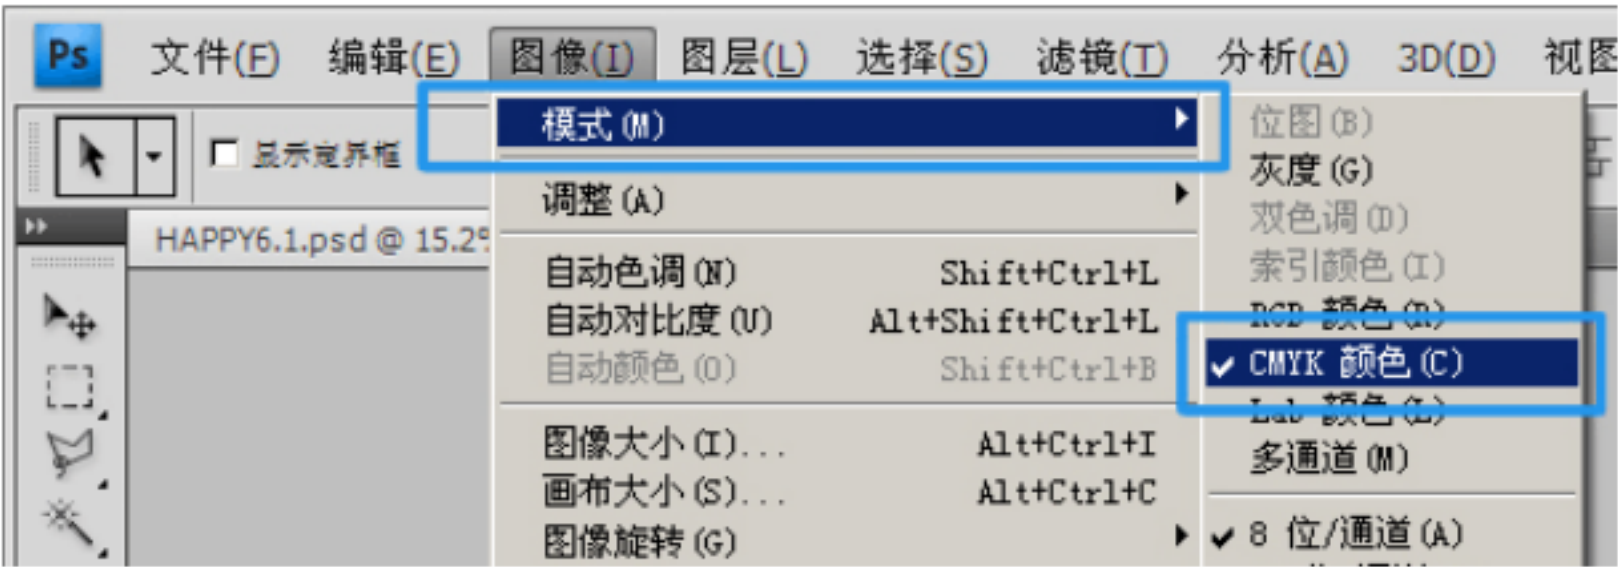 Ps 文件(F) 编辑(E) 图像(I) 图层(L) 选择(S) 滤镜(T) 分析(A) 3D(D) 视图
显示定界框
HAPPY6.1.psd @ 15.2%
模式(M)
调整(A)
自动色调(N) Shift+Ctrl+L
自动对比度(U) Alt+Shift+Ctrl+L
自动颜色(O) Shift+Ctrl+B
图像大小(I)... Alt+Ctrl+I
画布大小(S)... Alt+Ctrl+C
图像旋转(G)
位图(B)
灰度(G)
双色调(D)
索引颜色(I)
RGB 颜色(R)
CMYK 颜色(C)
Lab 颜色(L)
多通道(M)
8 位/通道(A)